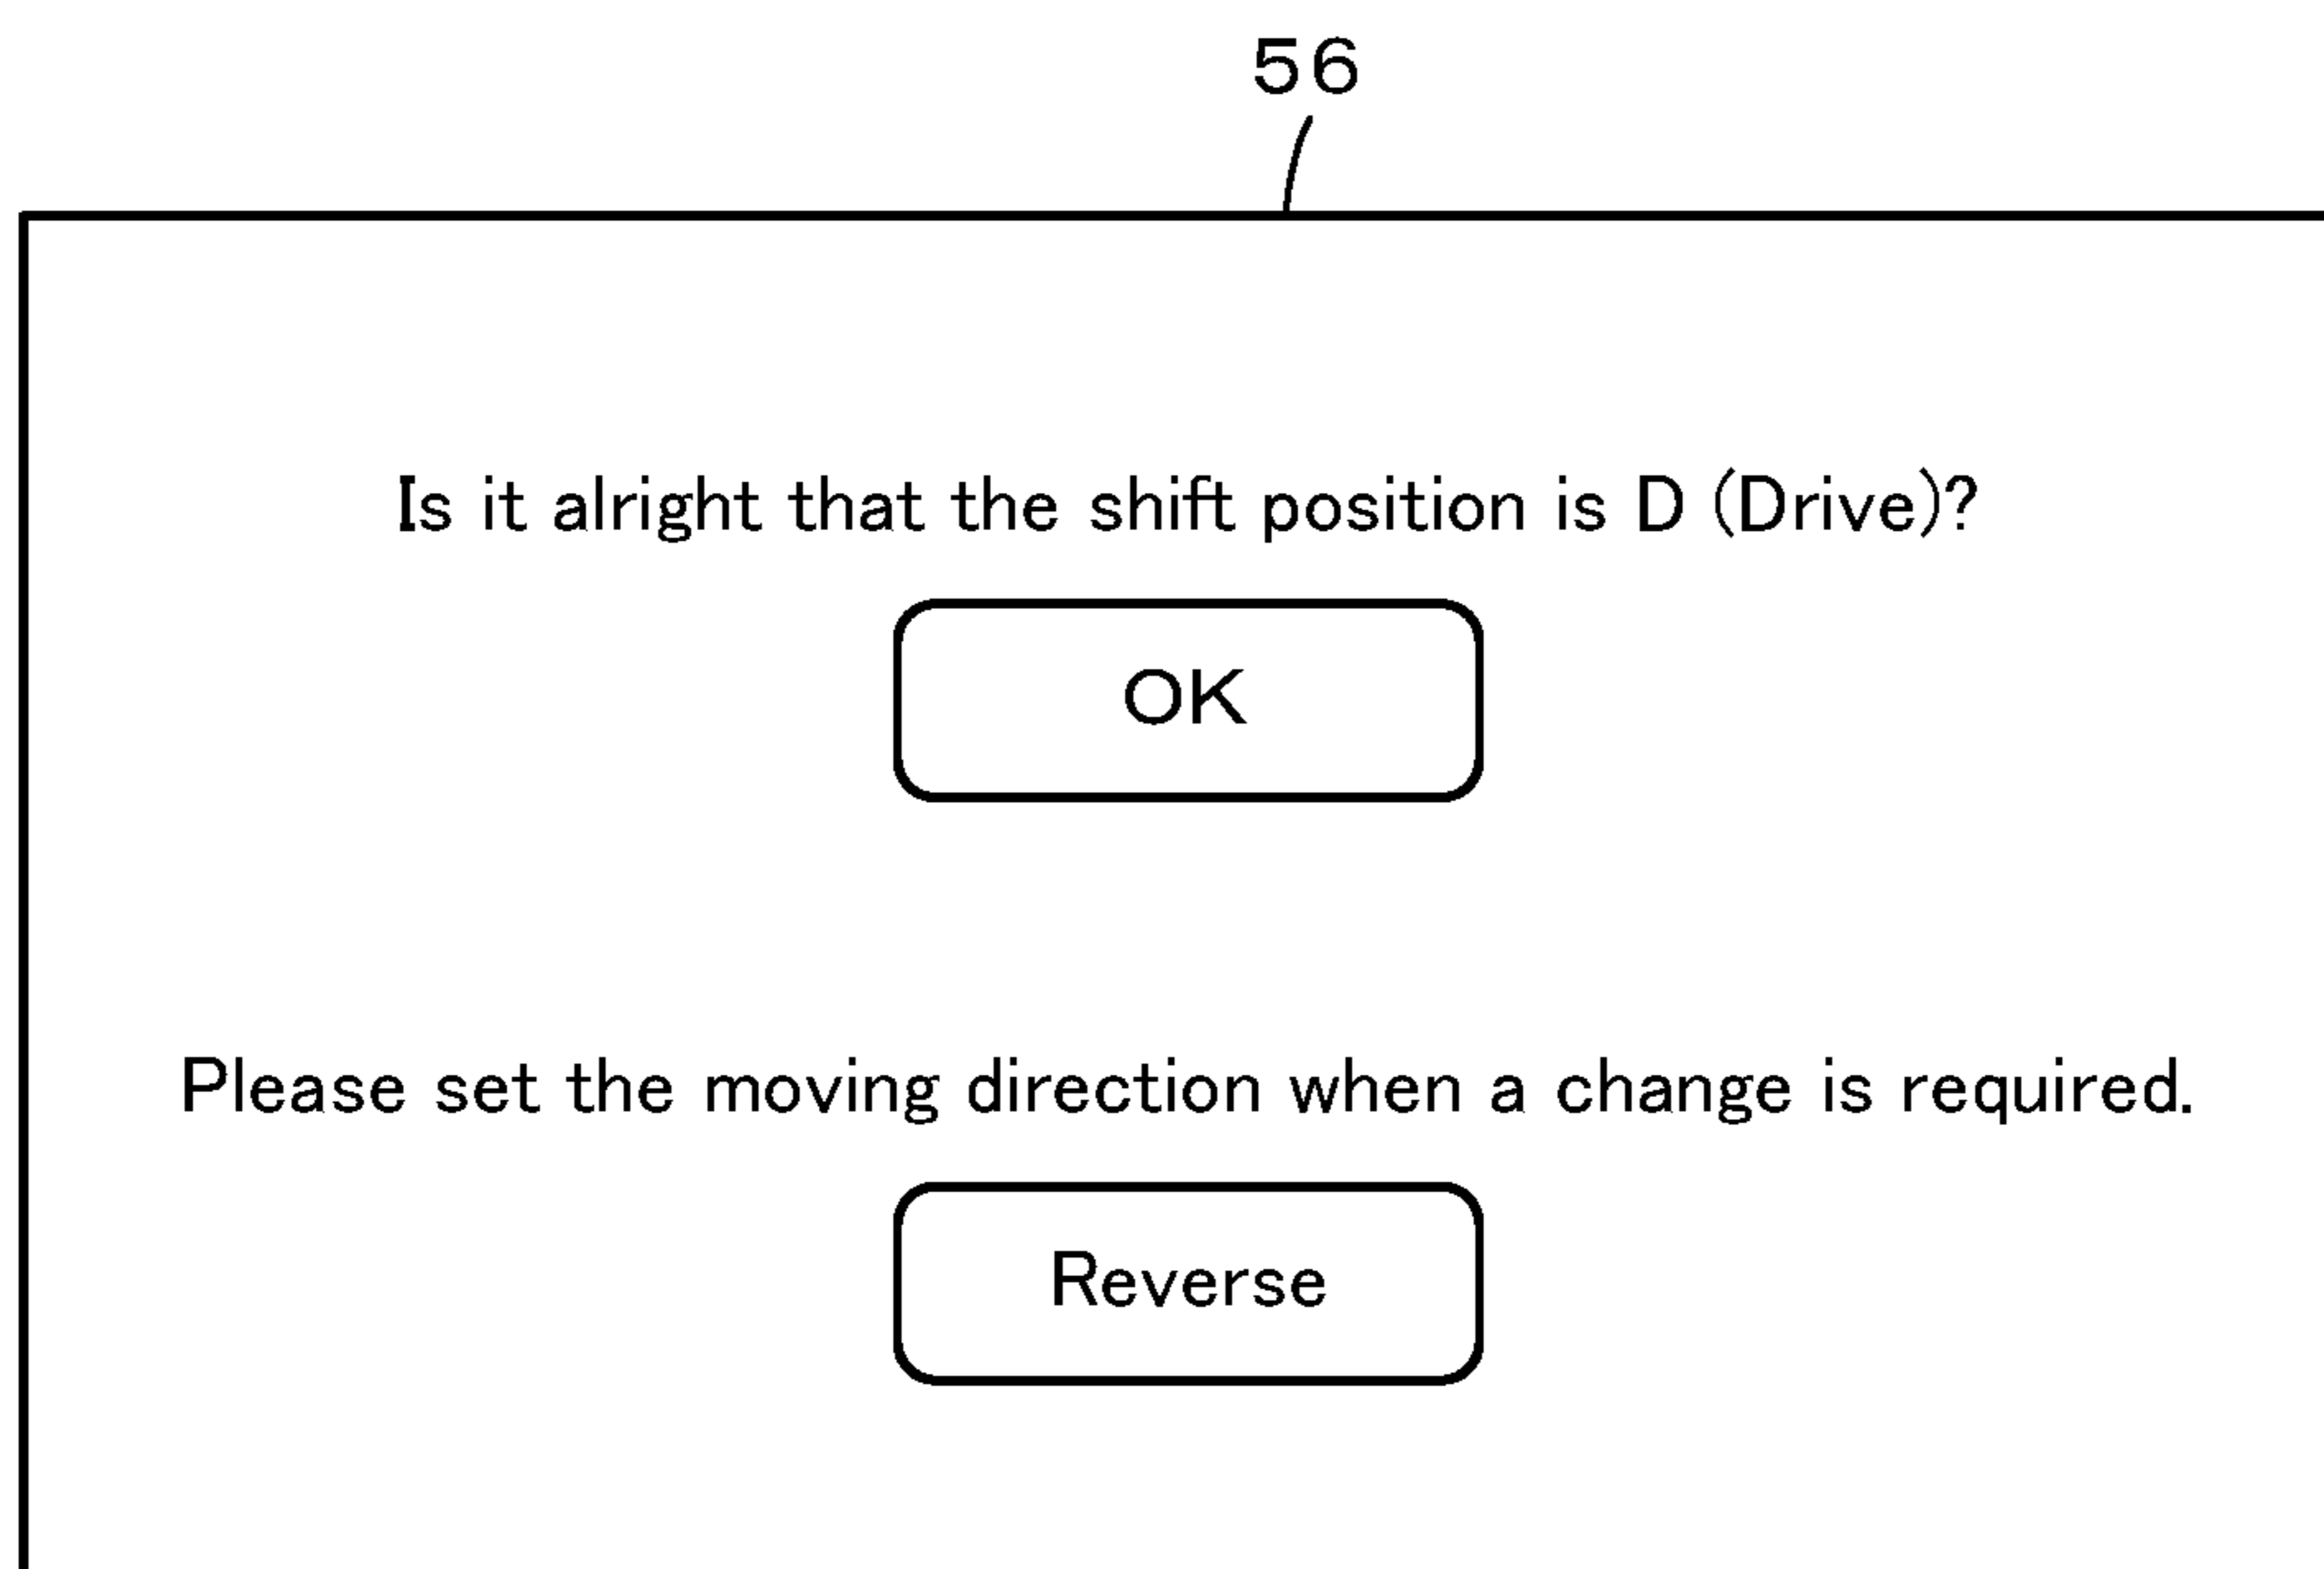 56
Is it alright that the shift position is D (Drive)?
OK
Please set the moving direction when a change is required.
Reverse